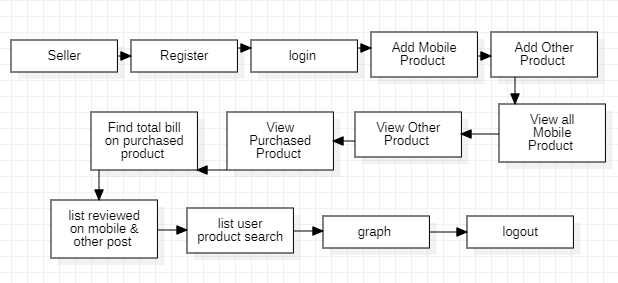 Seller
Register
login
Add Mobile
Product
Add Other
Product
View all
Mobile
Product
View Other
Product
View
Purchased
Product
Find total bill
on purchased
product
list reviewed
on mobile &
other post
list user
product search
graph
logout